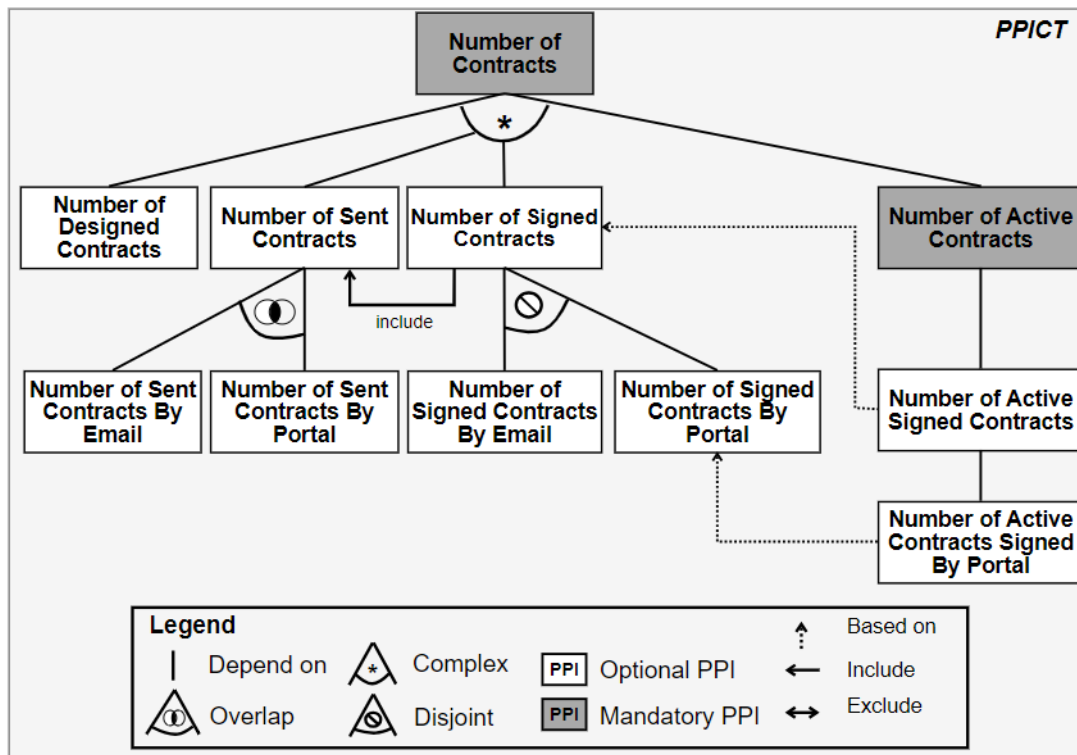 PPICT
Number of
Contracts
*
Number of
Designed
Contracts
Number of Sent
Contracts
Number of Signed
Contracts
Number of Active
Contracts
include
Number of Sent
Contracts By
Email
Number of Sent
Contracts By
Portal
Number of
Signed Contracts
By Email
Number of Signed
Contracts By
Portal
Number of Active
Signed Contracts
Number of Active
Contracts Signed
By Portal
Legend
Depend on
*
Complex
PPI
Optional PPI
Based on
Include
Overlap
Disjoint
PPI
Mandatory PPI
Exclude